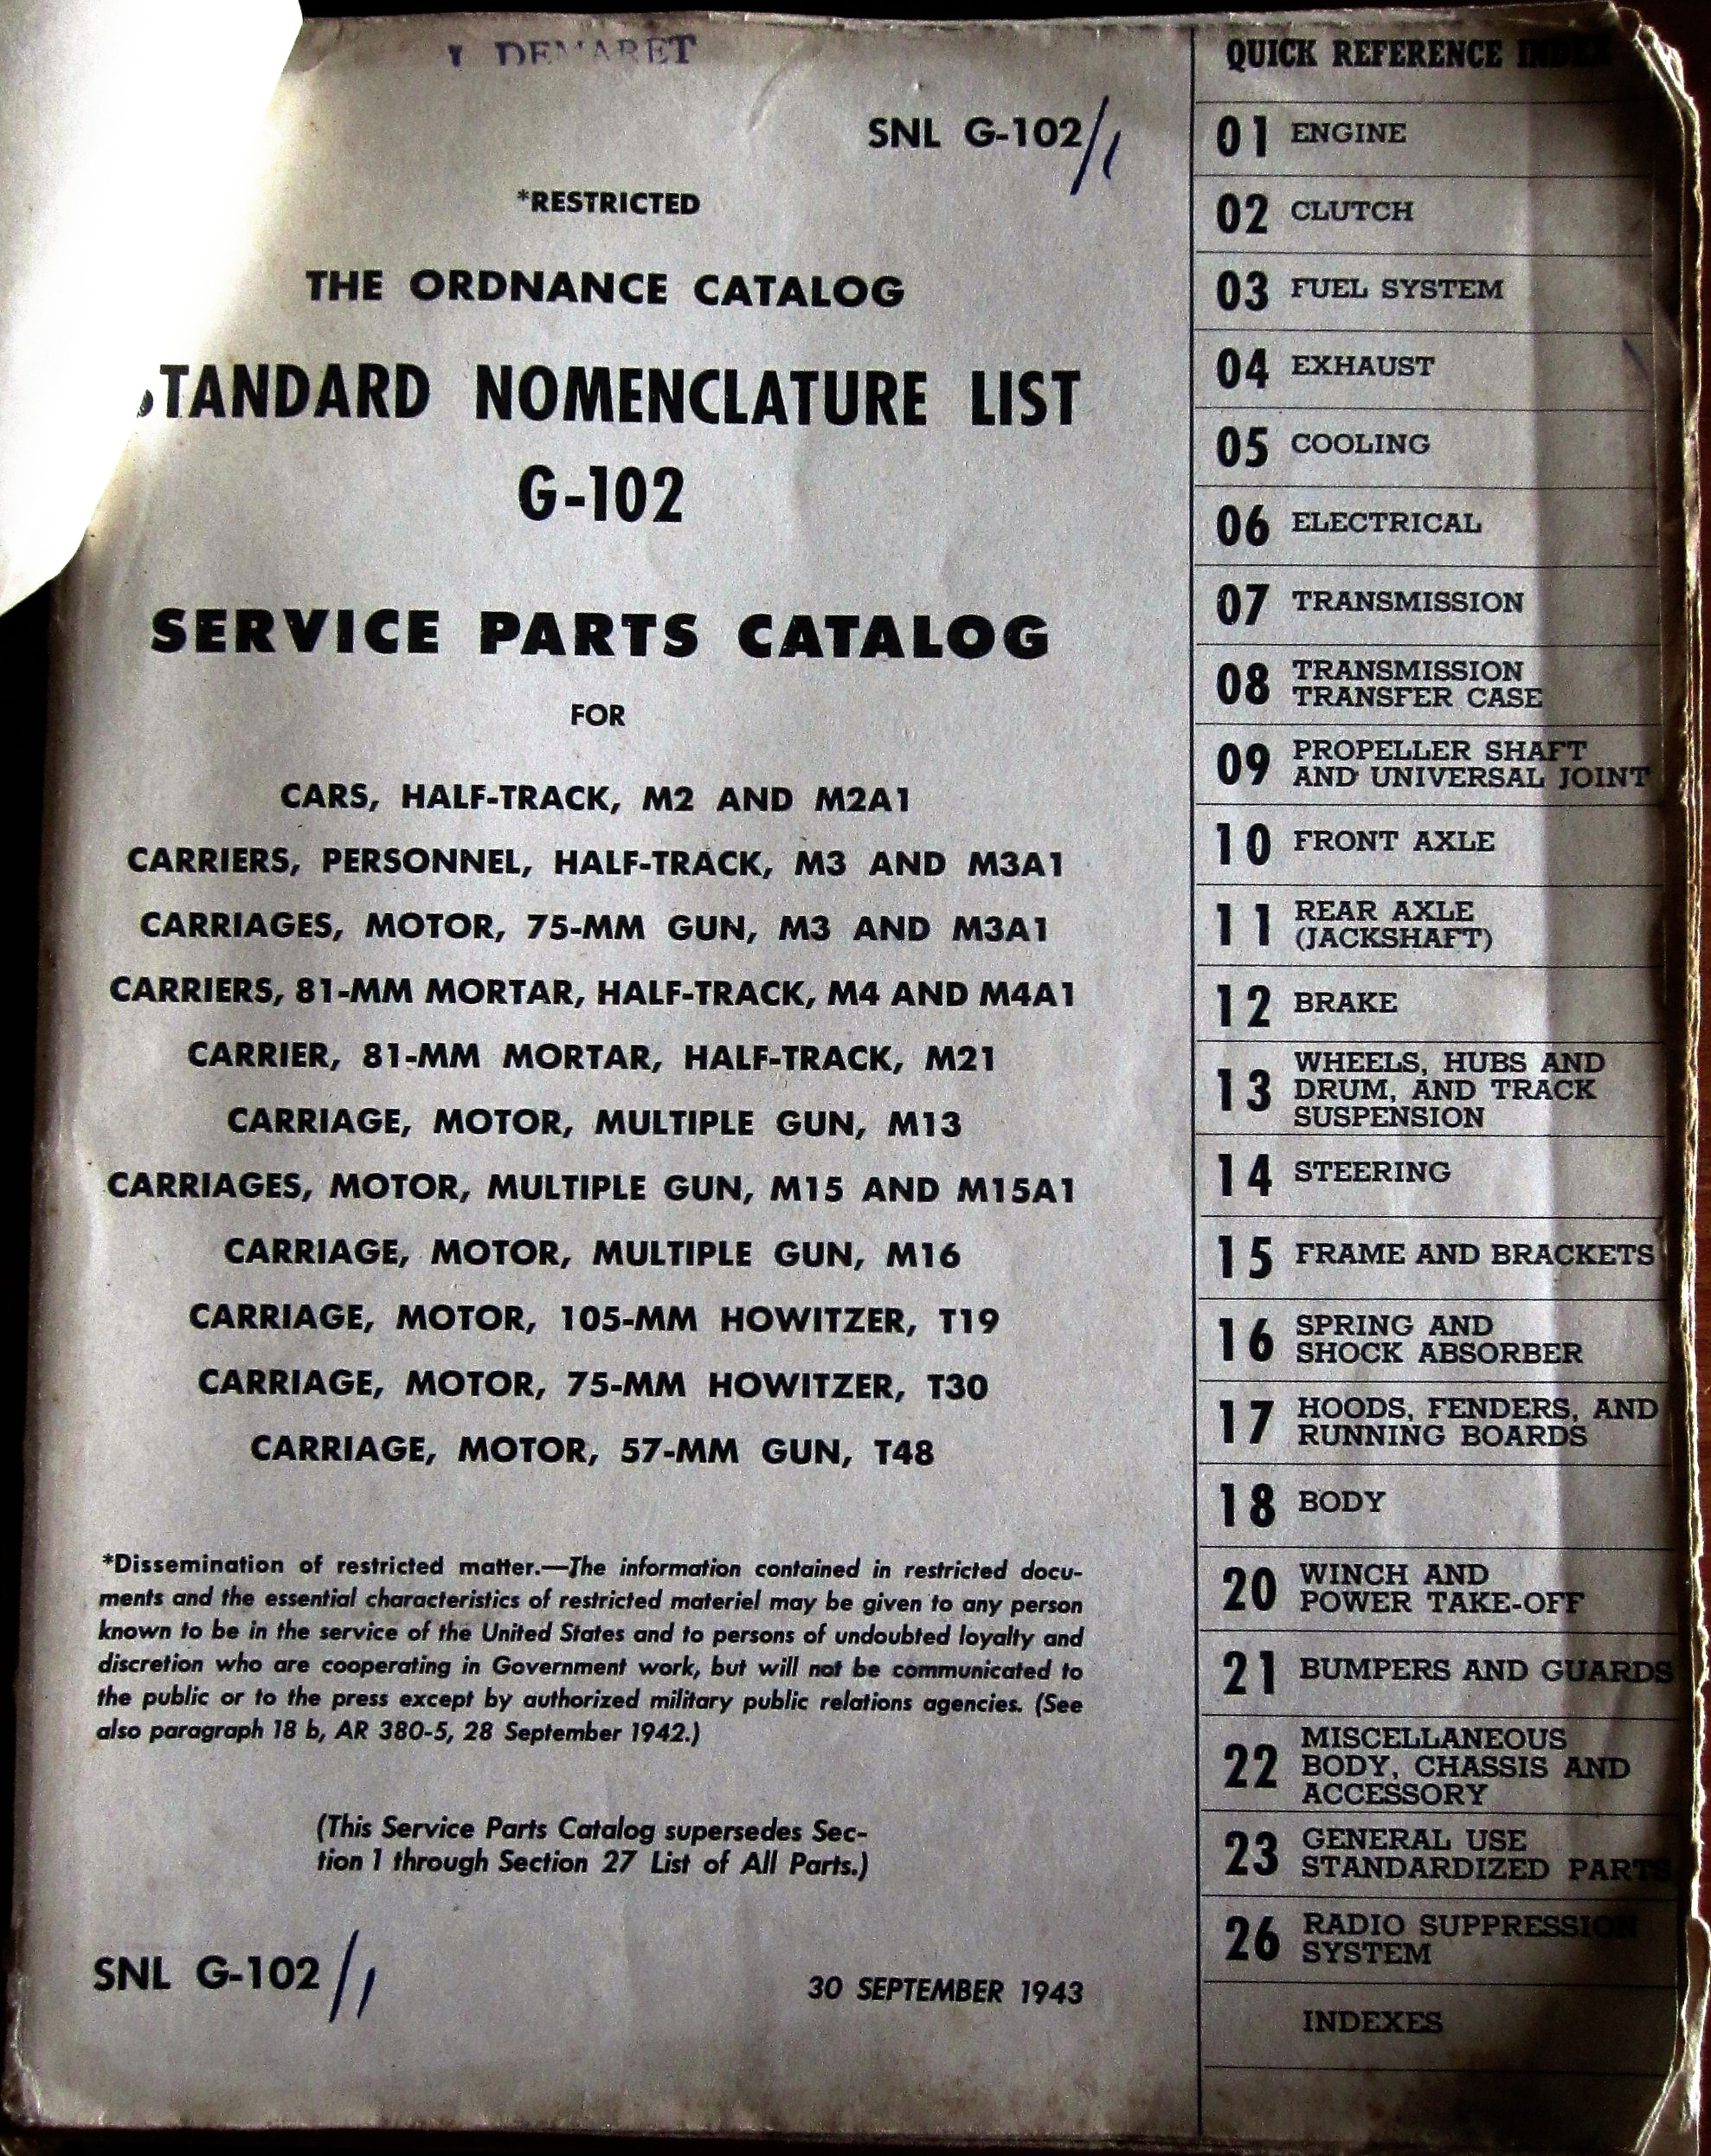 DEMARET
SNL G-102/1
*RESTRICTED
THE ORDNANCE CATALOG
STANDARD NOMENCLATURE LIST
G-102
SERVICE PARTS CATALOG
FOR
CARS, HALF-TRACK, M2 AND M2A1
CARRIERS, PERSONNEL, HALF-TRACK, M3 AND M3A1
CARRIAGES, MOTOR, 75-MM GUN, M3 AND M3A1
CARRIERS, 81-MM MORTAR, HALF-TRACK, M4 AND M4A1
CARRIER, 81-MM MORTAR, HALF-TRACK, M21
CARRIAGE, MOTOR, MULTIPLE GUN, M13
CARRIAGES, MOTOR, MULTIPLE GUN, M15 AND M15A1
CARRIAGE, MOTOR, MULTIPLE GUN, M16
CARRIAGE, MOTOR, 105-MM HOWITZER, T19
CARRIAGE, MOTOR, 75-MM HOWITZER, T30
CARRIAGE, MOTOR, 57-MM GUN, T48
*Dissemination of restricted matter.—The information contained in restricted docu-
ments and the essential characteristics of restricted materiel may be given to any person
known to be in the service of the United States and to persons of undoubted loyalty and
discretion who are cooperating in Government work, but will not be communicated to
the public or to the press except by authorized military public relations agencies. (See
also paragraph 18 b, AR 380-5, 28 September 1942.)
(This Service Parts Catalog supersedes Sec-
tion 1 through Section 27 List of All Parts.)
SNL G-102/1
30 SEPTEMBER 1943
QUICK REFERENCE INDEX
01 ENGINE
02 CLUTCH
03 FUEL SYSTEM
04 EXHAUST
05 COOLING
06 ELECTRICAL
07 TRANSMISSION
08 TRANSMISSION
TRANSFER CASE
09 PROPELLER SHAFT
AND UNIVERSAL JOINT
10 FRONT AXLE
11 REAR AXLE
(JACKSHAFT)
12 BRAKE
13 WHEELS, HUBS AND
DRUM, AND TRACK
SUSPENSION
14 STEERING
15 FRAME AND BRACKETS
16 SPRING AND
SHOCK ABSORBER
17 HOODS, FENDERS, AND
RUNNING BOARDS
18 BODY
20 WINCH AND
POWER TAKE-OFF
21 BUMPERS AND GUARDS
22 MISCELLANEOUS
BODY, CHASSIS AND
ACCESSORY
23 GENERAL USE
STANDARDIZED PARTS
26 RADIO SUPPRESSION
SYSTEM
INDEXES